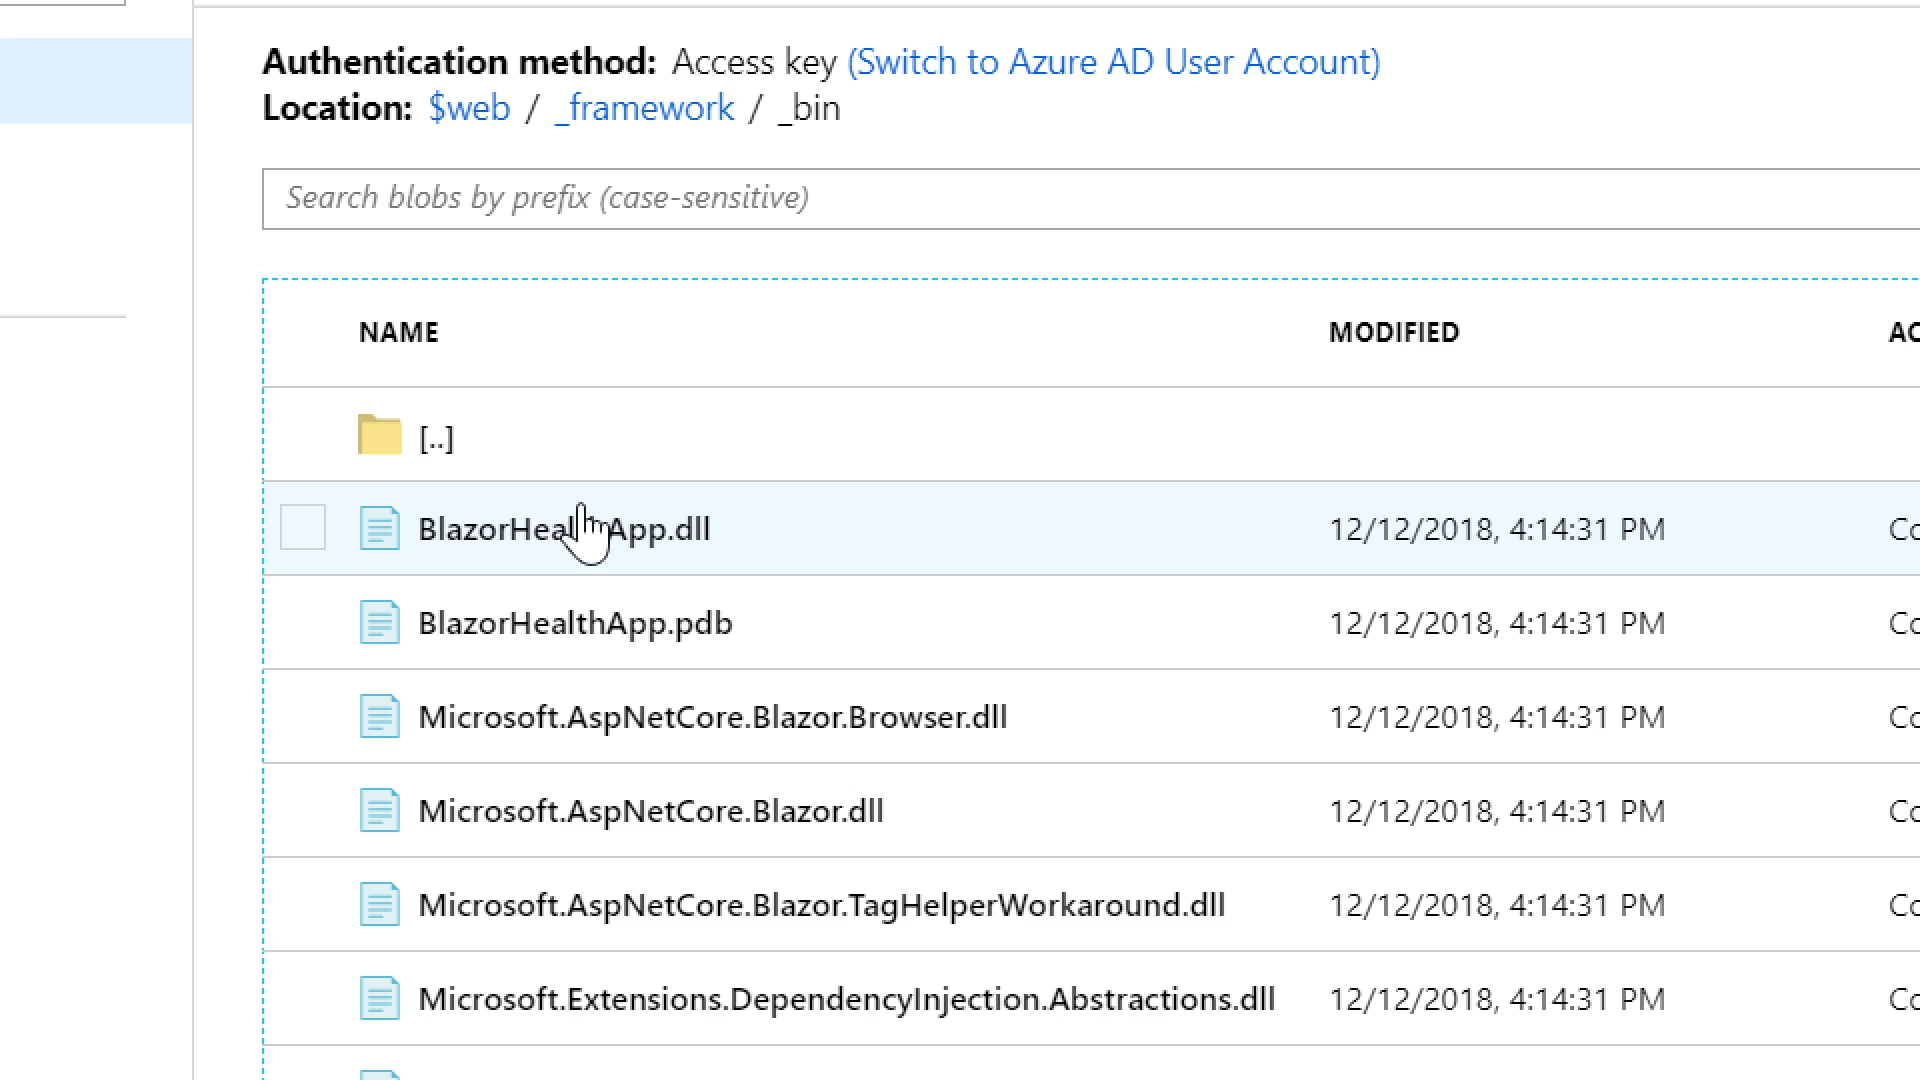 Authentication method: Access key (Switch to Azure AD User Account)
Location: $web / _framework / _bin
Search blobs by prefix (case-sensitive)
NAME MODIFIED
[..]
BlazorHealthApp.dll 12/12/2018, 4:14:31 PM
BlazorHealthApp.pdb 12/12/2018, 4:14:31 PM
Microsoft.AspNetCore.Blazor.Browser.dll 12/12/2018, 4:14:31 PM
Microsoft.AspNetCore.Blazor.dll 12/12/2018, 4:14:31 PM
Microsoft.AspNetCore.Blazor.TagHelperWorkaround.dll 12/12/2018, 4:14:31 PM
Microsoft.Extensions.DependencyInjection.Abstractions.dll 12/12/2018, 4:14:31 PM